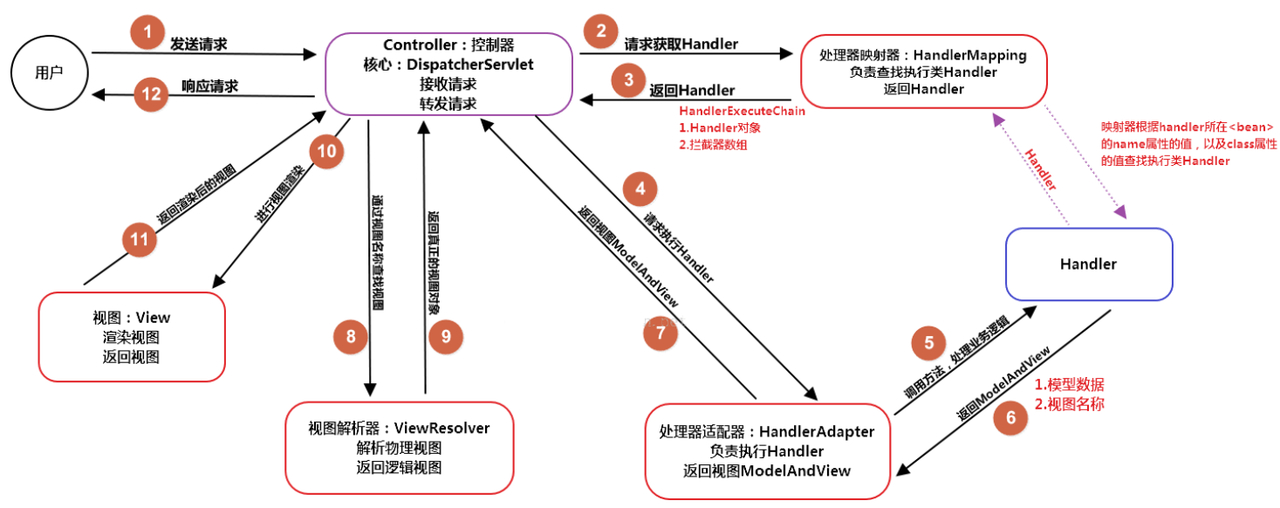 1
发送请求
用户
12
响应请求
Controller：控制器
核心：DispatcherServlet
接收请求
转发请求
2
请求获取Handler
3
返回Handler
HandlerExecuteChain
1.Handler对象
2.拦截器数组
处理器映射器：HandlerMapping
负责查找执行类Handler
返回Handler
映射器根据handler所在<bean>
的name属性的值，以及class属性
的值查找执行类Handler
Handler
Handler
4
请求执行Handler
5
调用方法，处理业务逻辑
6
返回ModelAndView
1.模型数据
2.视图名称
处理器适配器：HandlerAdapter
负责执行Handler
返回视图ModelAndView
7
返回视图ModelAndView
8
通过视图名称查找视图
9
返回真正的视图对象
视图解析器：ViewResolver
解析物理视图
返回逻辑视图
10
进行视图渲染
11
返回渲染后的视图
视图：View
渲染视图
返回视图